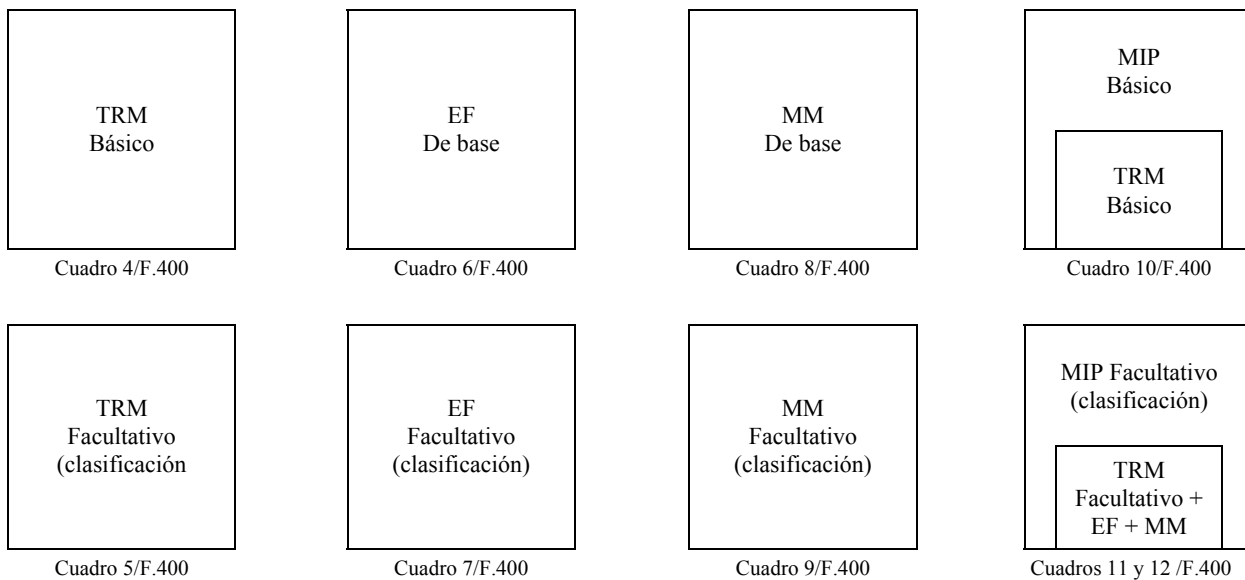 TRM
Básico
Cuadro 4/F.400
EF
De base
Cuadro 6/F.400
MM
De base
Cuadro 8/F.400
MIP
Básico
TRM
Básico
Cuadro 10/F.400
TRM
Facultativo
(clasificación
Cuadro 5/F.400
EF
Facultativo
(clasificación)
Cuadro 7/F.400
MM
Facultativo
(clasificación)
Cuadro 9/F.400
MIP Facultativo
(clasificación)
TRM
Facultativo +
EF + MM
Cuadros 11 y 12 /F.400